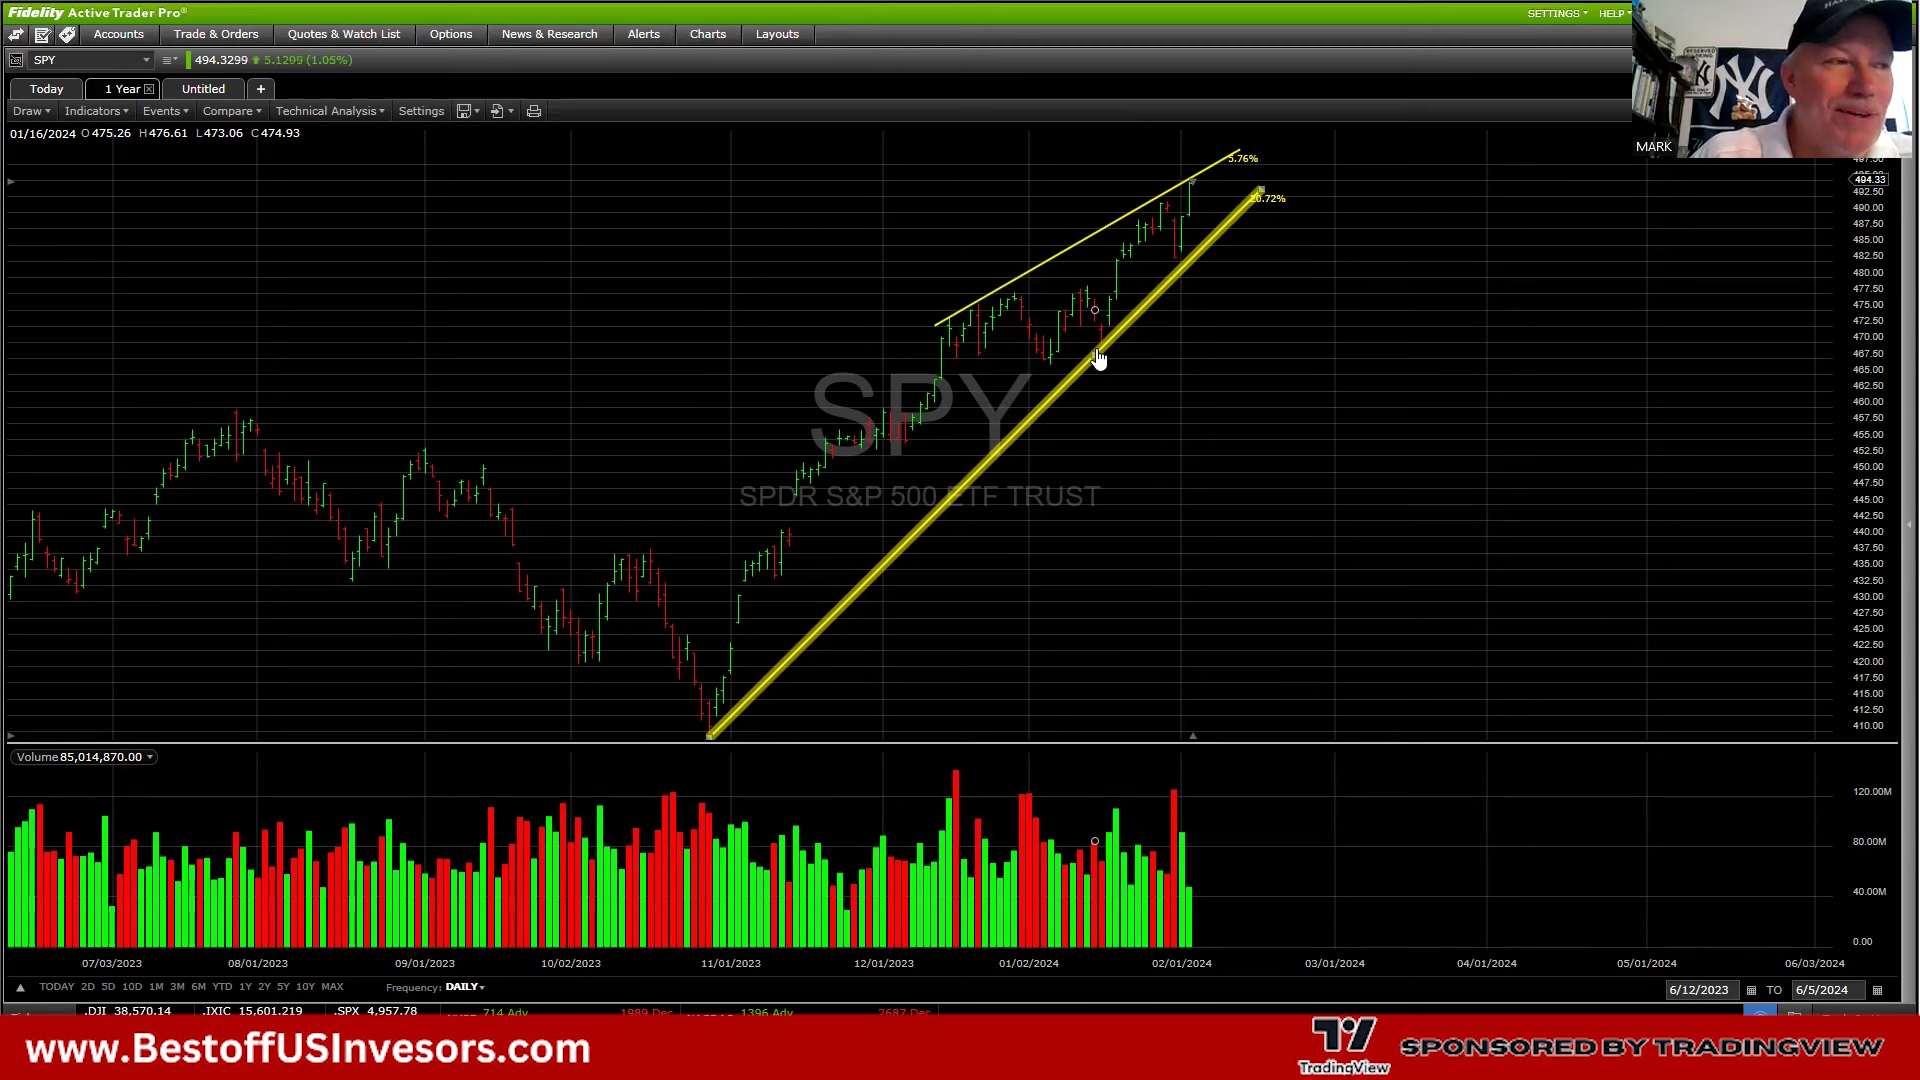 Fidelity Active Trader Pro®
SETTINGS HELP
Accounts Trade & Orders Quotes & Watch List Options News & Research Alerts Charts Layouts
SPY 494.3299 5.1299 (1.05%)
Today 1 Year Untitled +
Draw Indicators Events Compare Technical Analysis Settings
01/16/2024 O 475.26 H 476.61 L 473.06 C 474.93
MARK
5.76%
20.72%
497.50
494.33
492.50
490.00
487.50
485.00
482.50
480.00
477.50
475.00
472.50
470.00
467.50
465.00
462.50
460.00
457.50
455.00
452.50
450.00
447.50
445.00
442.50
440.00
437.50
435.00
432.50
430.00
427.50
425.00
422.50
420.00
417.50
415.00
412.50
410.00
SPY
SPDR S&P 500 ETF TRUST
Volume 85,014,870.00
120.00M
80.00M
40.00M
0.00
07/03/2023 08/01/2023 09/01/2023 10/02/2023 11/01/2023 12/01/2023 01/02/2024 02/01/2024 03/01/2024 04/01/2024 05/01/2024 06/03/2024
TODAY 2D 5D 10D 1M 3M 6M YTD 1Y 2Y 5Y 10Y MAX Frequency: DAILY
6/12/2023 TO 6/5/2024
.DJI 38,570.14 .IXIC 15,601.219 .SPX 4,957.78 714 Adv 1989 Dec 1396 Adv 2687 Dec
www.BestoffUSInvesors.com
TradingView
SPONSORED BY TRADINGVIEW